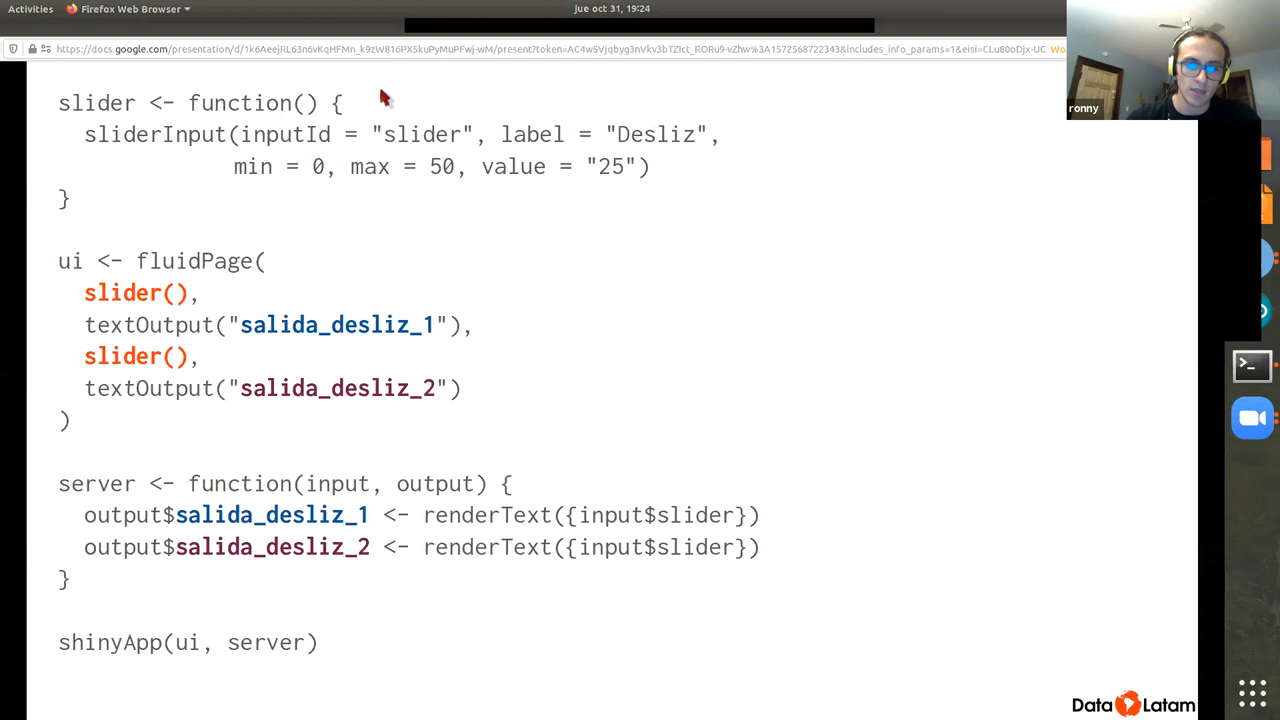 Activities
Firefox Web Browser
jue oct 31, 19:24
slider <- function() {
sliderInput(inputId = "slider", label = "Desliz",
min = 0, max = 50, value = "25")
}
ui <- fluidPage(
slider(),
textOutput("salida_desliz_1"),
slider(),
textOutput("salida_desliz_2")
)
server <- function(input, output) {
output$salida_desliz_1 <- renderText({input$slider})
output$salida_desliz_2 <- renderText({input$slider})
}
shinyApp(ui, server)
ronny
Data Latam